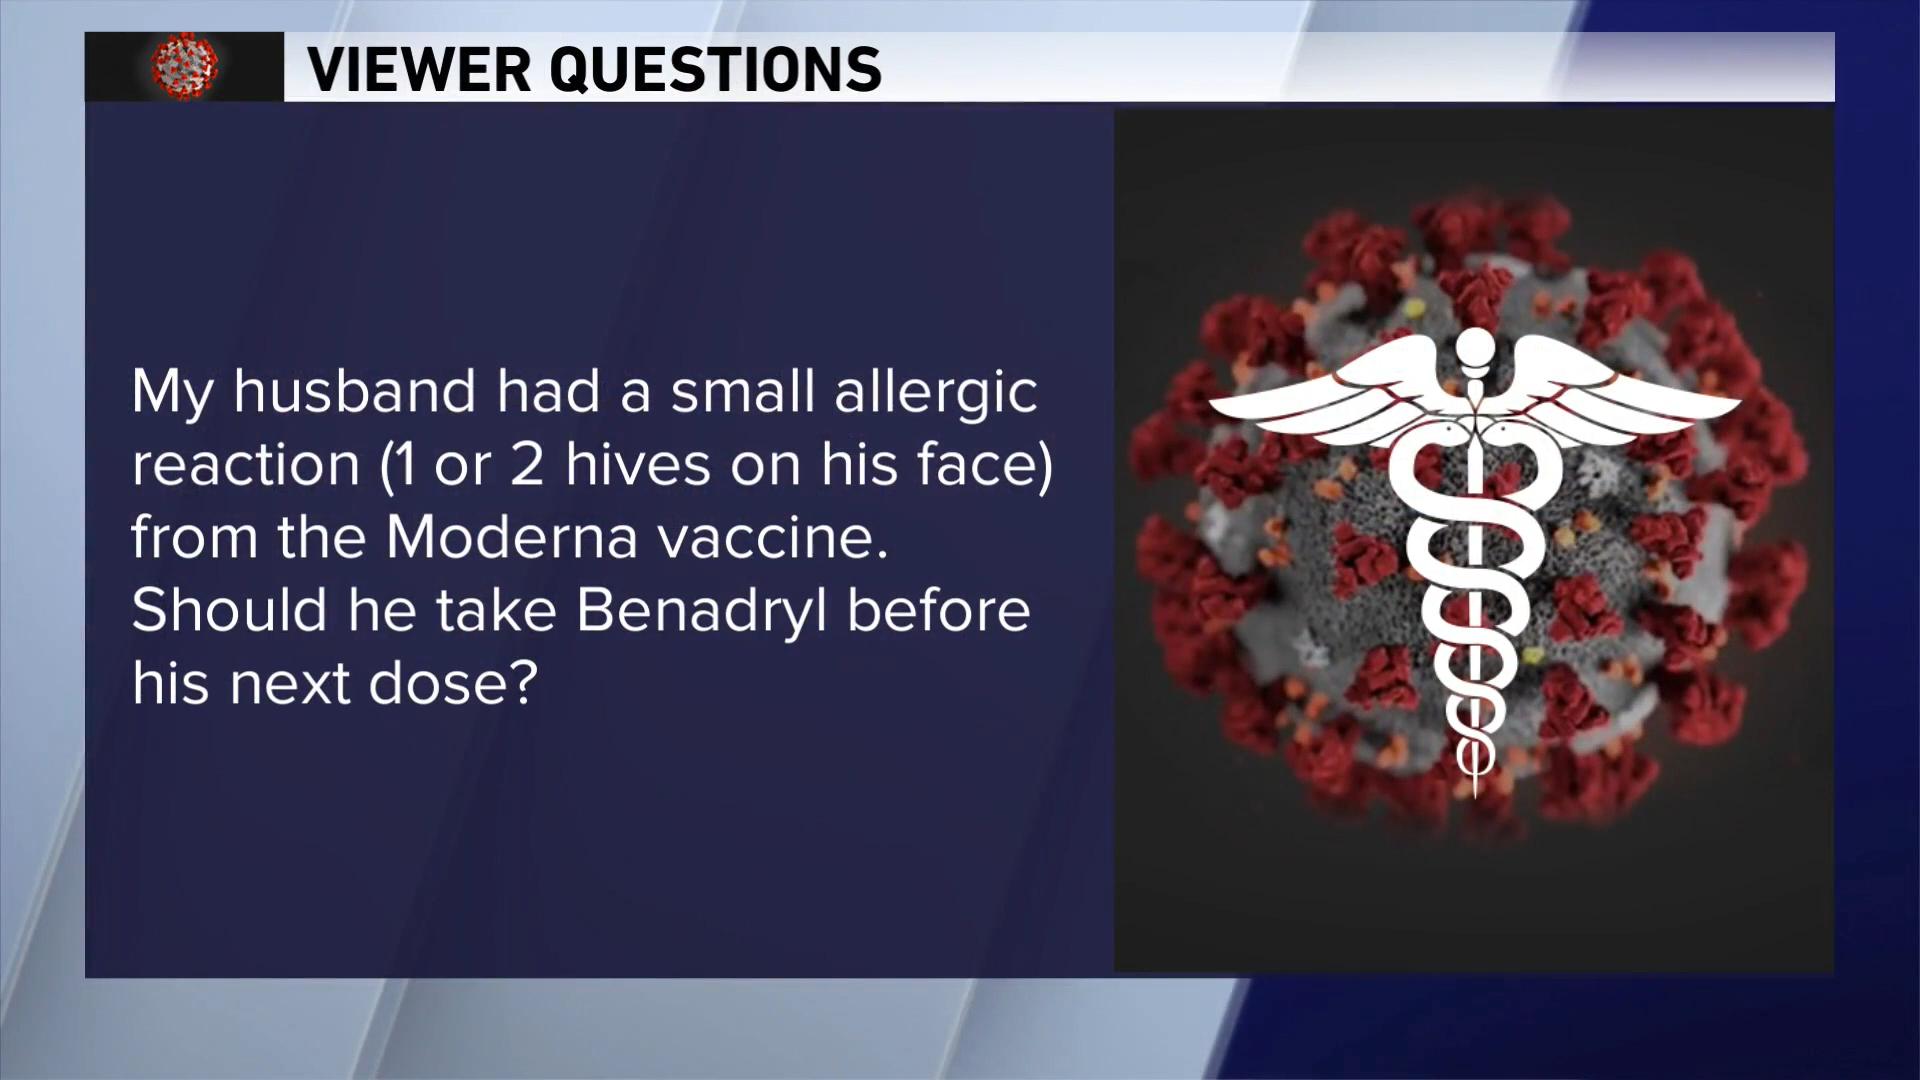 VIEWER QUESTIONS
My husband had a small allergic
reaction (1 or 2 hives on his face)
from the Moderna vaccine.
Should he take Benadryl before
his next dose?